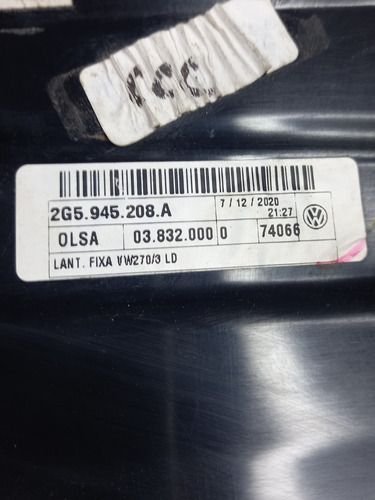 2G5.945.208.A
7/12/2020
21:27
OLSA 03.832.000 0 74066
LANT. FIXA VW270/3 LD